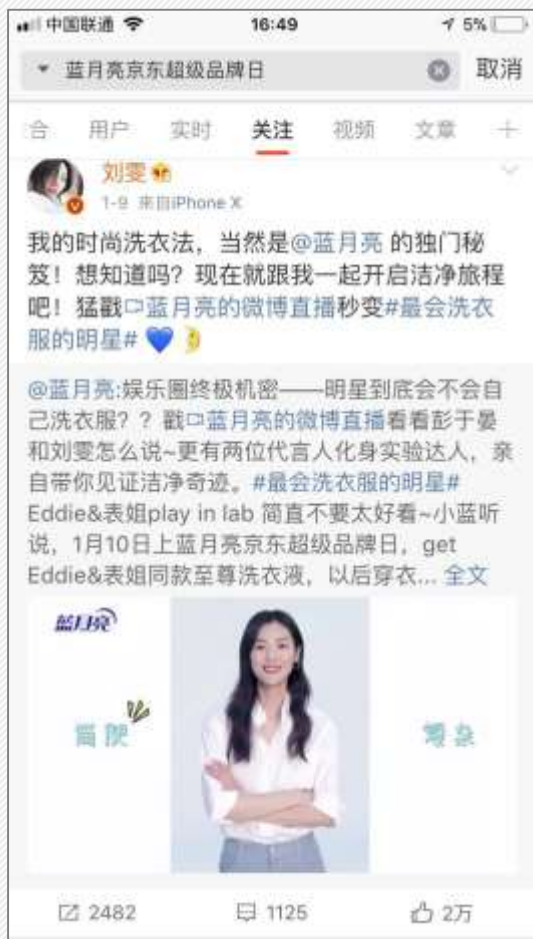 中国联通 16:49 5%
蓝月亮京东超级品牌日 取消
合 用户 实时 关注 视频 文章
刘雯
1-9 来自iPhone X
我的时尚洗衣法，当然是@蓝月亮 的独门秘
笈！想知道吗？现在就跟我一起开启洁净旅程
吧！猛戳蓝月亮的微博直播秒变#最会洗衣
服的明星#
@蓝月亮:娱乐圈终极机密——明星到底会不会自
己洗衣服？？戳蓝月亮的微博直播看看彭于晏
和刘雯怎么说~更有两位代言人化身实验达人，亲
自带你见证洁净奇迹。#最会洗衣服的明星#
Eddie&表姐play in lab 简直不要太好看~小蓝听
说，1月10日上蓝月亮京东超级品牌日，get
Eddie&表姐同款至尊洗衣液，以后穿衣... 全文
蓝月亮
2482 1125 2万